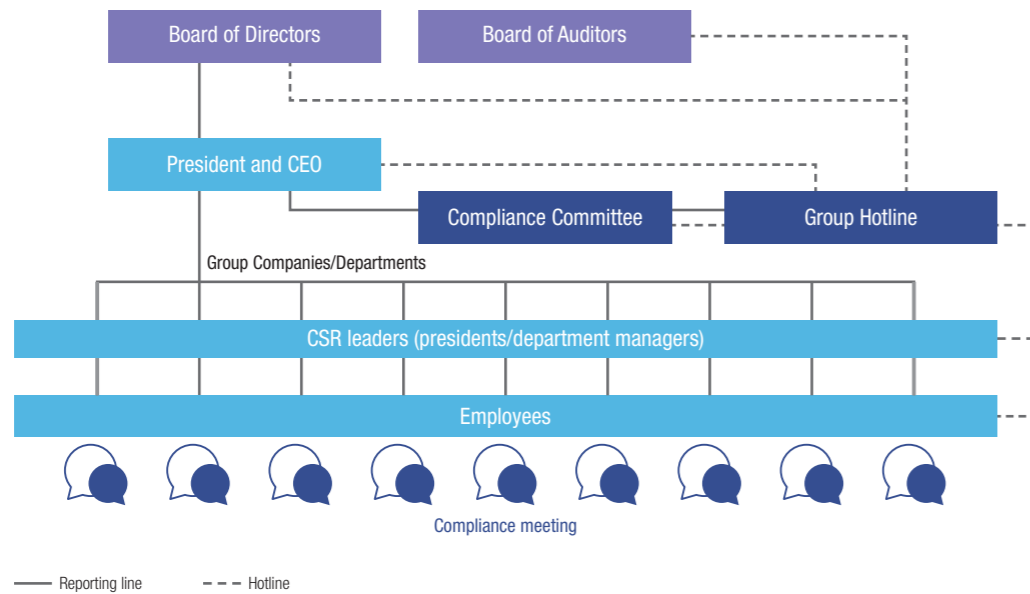 Board of Directors
Board of Auditors
President and CEO
Compliance Committee
Group Hotline
Group Companies/Departments
CSR leaders (presidents/department managers)
Employees
Compliance meeting
Reporting line
Hotline